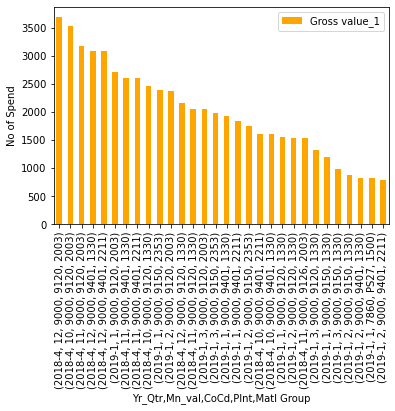 Gross value_1
No of Spend
3500
3000
2500
2000
1500
1000
500
0
(2018-4, 12, 9000, 9120, 2003)
(2018-4, 10, 9000, 9120, 2003)
(2018-4, 11, 9000, 9120, 2003)
(2018-4, 12, 9000, 9401, 1330)
(2018-4, 12, 9000, 9401, 2211)
(2019-1, 1, 9000, 9120, 2003)
(2018-4, 11, 9000, 9401, 1330)
(2018-4, 11, 9000, 9401, 2211)
(2018-4, 10, 9000, 9120, 1330)
(2019-1, 1, 9000, 9150, 2353)
(2019-1, 2, 9000, 9120, 2003)
(2018-4, 12, 9000, 9120, 1330)
(2018-4, 11, 9000, 9120, 1330)
(2019-1, 3, 9000, 9120, 2003)
(2019-1, 3, 9000, 9150, 2353)
(2019-1, 1, 9000, 9401, 1330)
(2019-1, 1, 9000, 9401, 2211)
(2019-1, 2, 9000, 9150, 2353)
(2018-4, 10, 9000, 9401, 2211)
(2018-4, 10, 9000, 9401, 1330)
(2019-1, 1, 9000, 9120, 1330)
(2019-1, 2, 9000, 9120, 1330)
(2018-4, 11, 9000, 9126, 2003)
(2019-1, 3, 9000, 9120, 1330)
(2019-1, 1, 9000, 9150, 1330)
(2019-1, 3, 9000, 9150, 1330)
(2019-1, 2, 9000, 9150, 1330)
(2019-1, 2, 9000, 9401, 1330)
(2019-1, 1, 7860, PS27, 1500)
(2019-1, 2, 9000, 9401, 2211)
Yr_Qtr,Mn_val,CoCd,Plnt,Matl Group